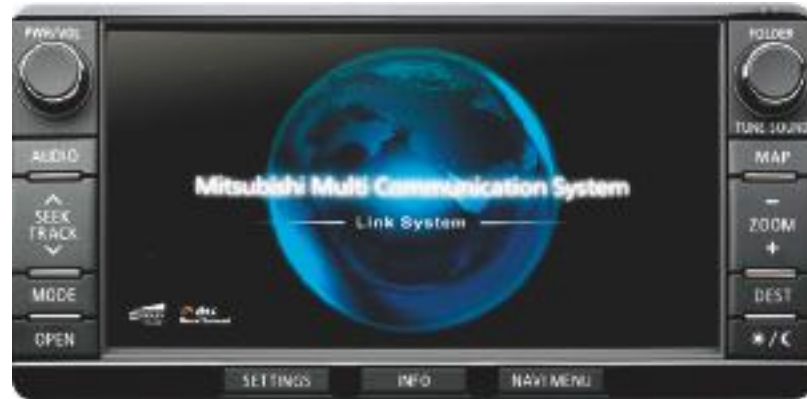 PWR/VOL
FOLDER
TUNE SOUND
AUDIO
MAP
SEEK
TRACK
−
ZOOM
+
Mitsubishi Multi Communication System
Link System
MODE
DEST
OPEN
☀/☾
SETTINGS
INFO
NAVI MENU